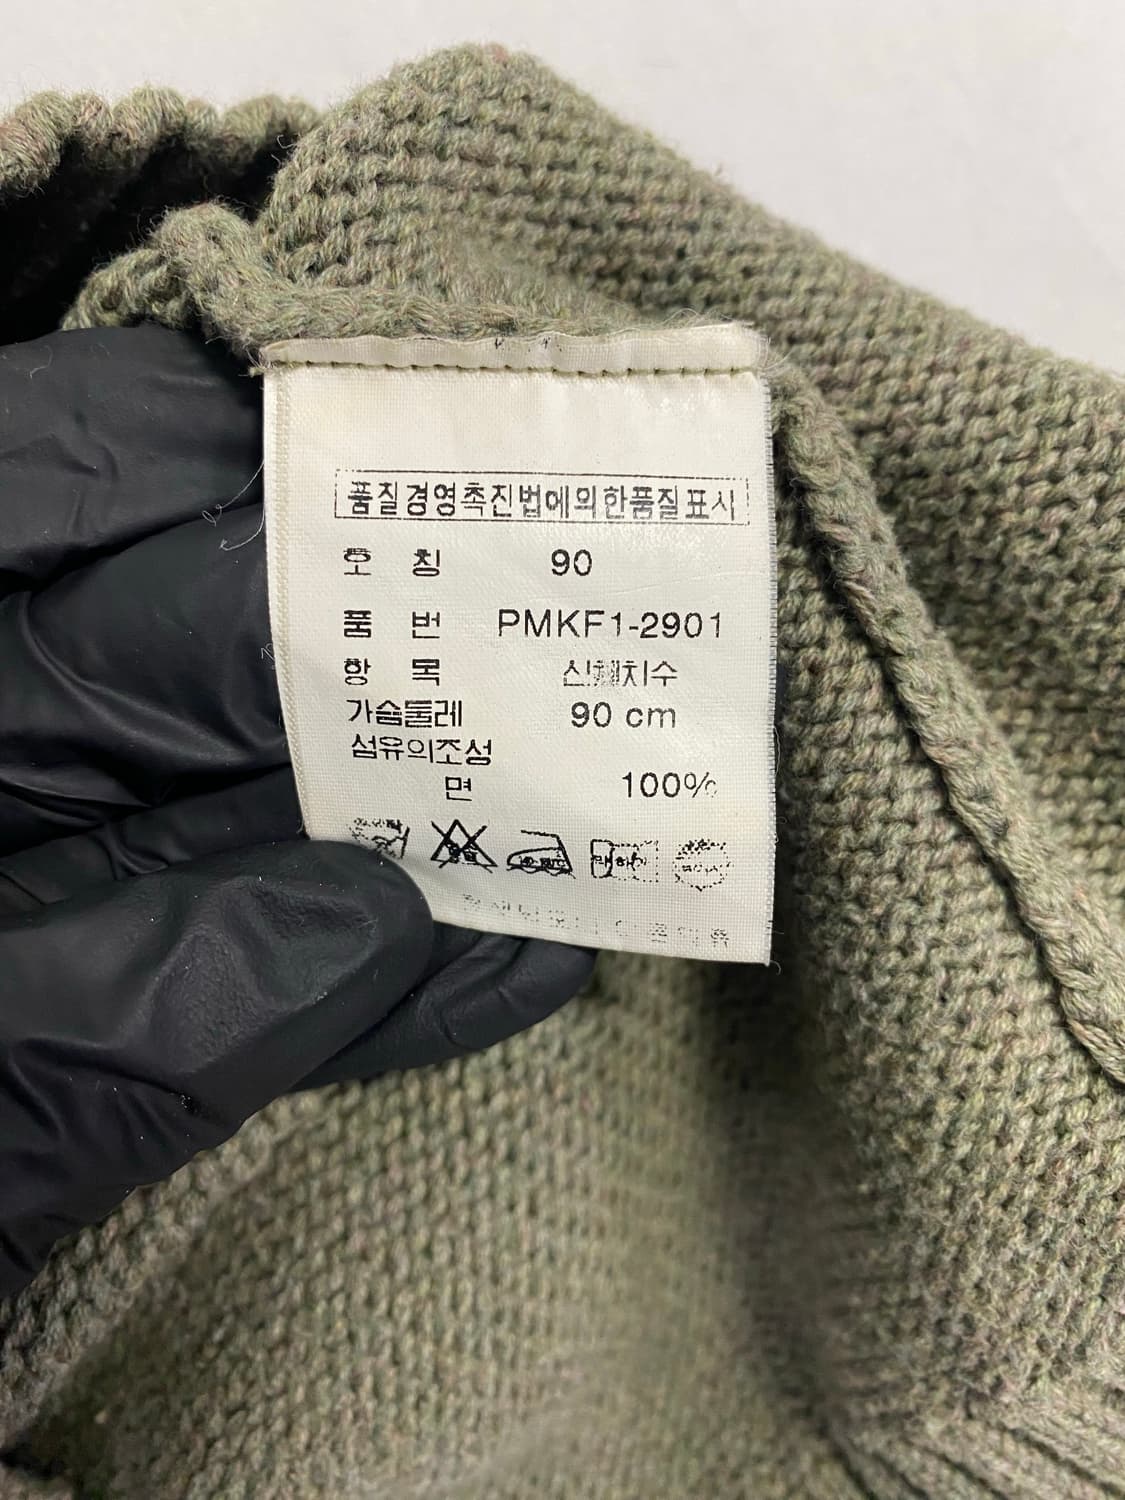 품질경영촉진법에의한품질표시
호 칭 90
품 번 PMKF1-2901
항 목 신체치수
가슴둘레 90 cm
섬유의조성
면 100%